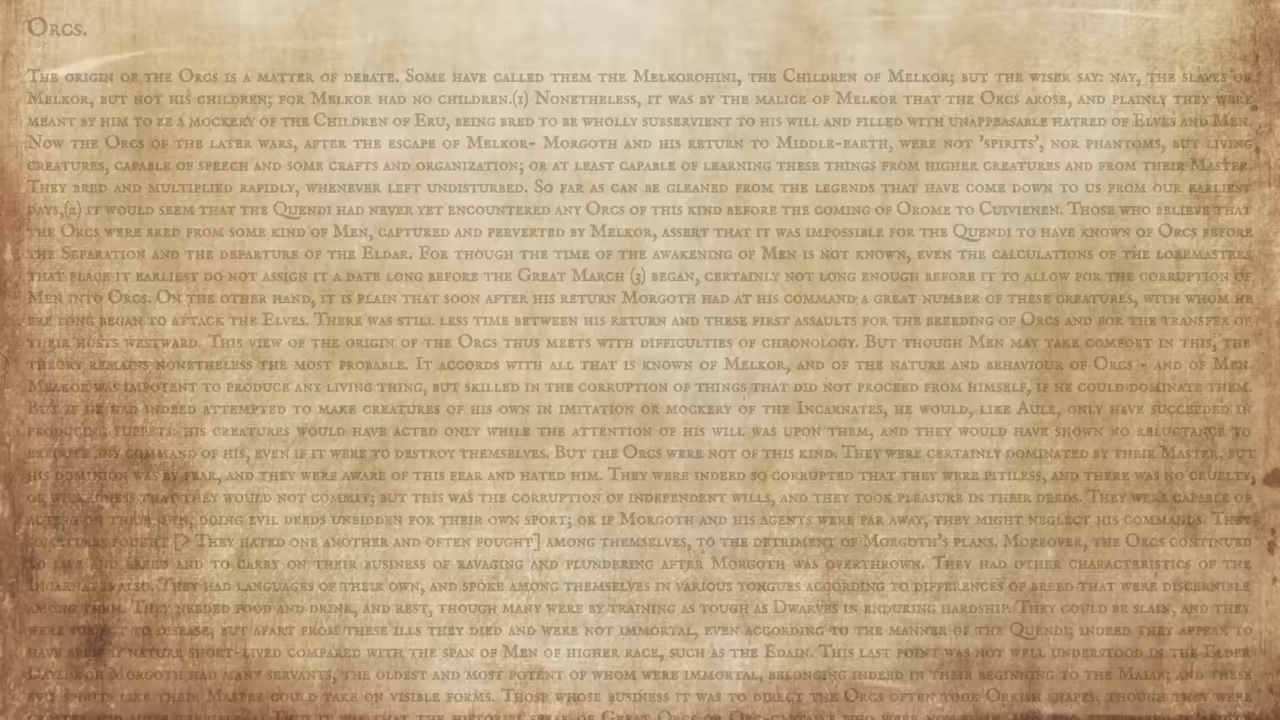 Orcs.
The origin of the Orcs is a matter of debate. Some have called them the Melkorohíni, the Children of Melkor; but the wiser say: nay, the slaves of
Melkor, but not his children; for Melkor had no children.(1) Nonetheless, it was by the malice of Melkor that the Orcs arose, and plainly they were
meant by him to be a mockery of the Children of Eru, being bred to be wholly subservient to his will and filled with unappeasable hatred of Elves and Men.
Now the Orcs of the later wars, after the escape of Melkor- Morgoth and his return to Middle-earth, were not 'spirits', nor phantoms, but living
creatures, capable of speech and some crafts and organization; or at least capable of learning these things from higher creatures and from their Master.
They bred and multiplied rapidly, whenever left undisturbed. So far as can be gleaned from the legends that have come down to us from our earliest
days,(2) it would seem that the Quendi had never yet encountered any Orcs of this kind before the coming of Orome to Cuivienen. Those who believe that
the Orcs were bred from some kind of Men, captured and perverted by Melkor, assert that it was impossible for the Quendi to have known of Orcs before
the Separation and the departure of the Eldar. For though the time of the awakening of Men is not known, even the calculations of the loremasters
that place it earliest do not assign it a date long before the Great March (3) began, certainly not long enough before it to allow for the corruption of
Men into Orcs. On the other hand, it is plain that soon after his return Morgoth had at his command a great number of these creatures, with whom he
ere long began to attack the Elves. There was still less time between his return and these first assaults for the breeding of Orcs and for the transfer of
their hosts westward. This view of the origin of the Orcs thus meets with difficulties of chronology. But though Men may take comfort in this, the
theory remains nonetheless the most probable. It accords with all that is known of Melkor, and of the nature and behaviour of Orcs - and of Men.
Melkor was impotent to produce any living thing, but skilled in the corruption of things that did not proceed from himself, if he could dominate them.
But if he had indeed attempted to make creatures of his own in imitation or mockery of the Incarnates, he would, like Aule, only have succeeded in
producing puppets: his creatures would have acted only while the attention of his will was upon them, and they would have shown no reluctance to
execute any command of his, even if it were to destroy themselves. But the Orcs were not of this kind. They were certainly dominated by their Master, but
his dominion was by fear, and they were aware of this fear and hated him. They were indeed so corrupted that they were pitiless, and there was no cruelty
or wickedness that they would not commit; but this was the corruption of independent wills, and they took pleasure in their deeds. They were capable of
acting on their own, doing evil deeds unbidden for their own sport; or if Morgoth and his agents were far away, they might neglect his commands. They
sometimes fought [> They hated one another and often fought] among themselves, to the detriment of Morgoth's plans. Moreover, the Orcs continued
to live and breed and to carry on their business of ravaging and plundering after Morgoth was overthrown. They had other characteristics of the
Incarnates also. They had languages of their own, and spoke among themselves in various tongues according to differences of breed that were discernible
among them. They needed food and drink, and rest, though many were by training as tough as Dwarves in enduring hardship. They could be slain, and they
were subject to disease; but apart from these ills they died and were not immortal, even according to the manner of the Quendi; indeed they appear to
have been by nature short-lived compared with the span of Men of higher race, such as the Edain. This last point was not well understood in the Elder
Days. For Morgoth had many servants, the oldest and most potent of whom were immortal, belonging indeed in their beginning to the Maiar; and these
evil spirits like their Master could take on visible forms. Those whose business it was to direct the Orcs often took Orkish shapes, though they were